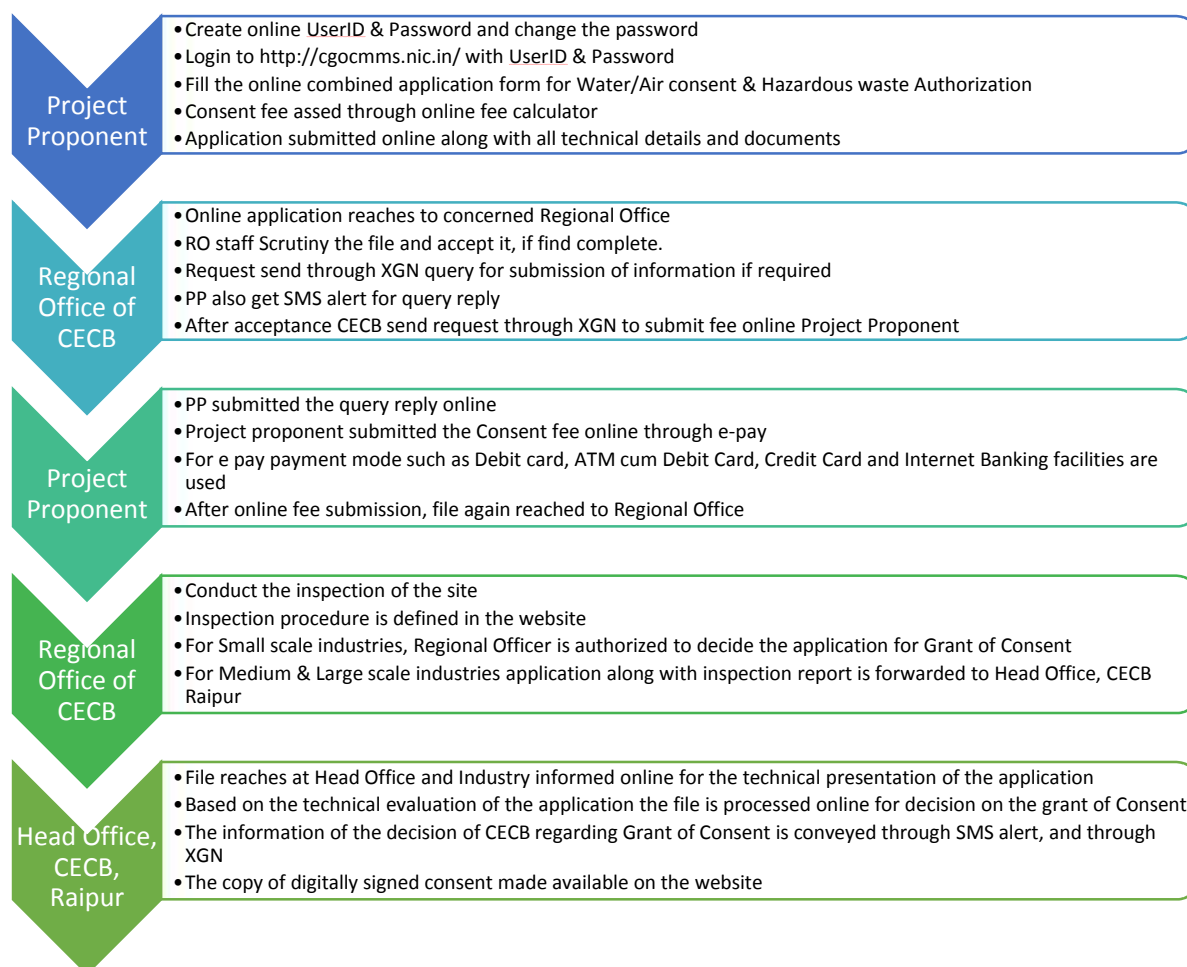 Project
Proponent
•Create online UserID & Password and change the password
•Login to http://cgocmms.nic.in/ with UserID & Password
•Fill the online combined application form for Water/Air consent & Hazardous waste Authorization
•Consent fee assed through online fee calculator
•Application submitted online along with all technical details and documents
Regional
Office of
CECB
•Online application reaches to concerned Regional Office
•RO staff Scrutiny the file and accept it, if find complete.
•Request send through XGN query for submission of information if required
•PP also get SMS alert for query reply
•After acceptance CECB send request through XGN to submit fee online Project Proponent
Project
Proponent
•PP submitted the query reply online
•Project proponent submitted the Consent fee online through e-pay
•For e pay payment mode such as Debit card, ATM cum Debit Card, Credit Card and Internet Banking facilities are
used
•After online fee submission, file again reached to Regional Office
Regional
Office of
CECB
•Conduct the inspection of the site
•Inspection procedure is defined in the website
•For Small scale industries, Regional Officer is authorized to decide the application for Grant of Consent
•For Medium & Large scale industries application along with inspection report is forwarded to Head Office, CECB
Raipur
Head Office,
CECB,
Raipur
•File reaches at Head Office and Industry informed online for the technical presentation of the application
•Based on the technical evaluation of the application the file is processed online for decision on the grant of Consent
•The information of the decision of CECB regarding Grant of Consent is conveyed through SMS alert, and through
XGN
•The copy of digitally signed consent made available on the website